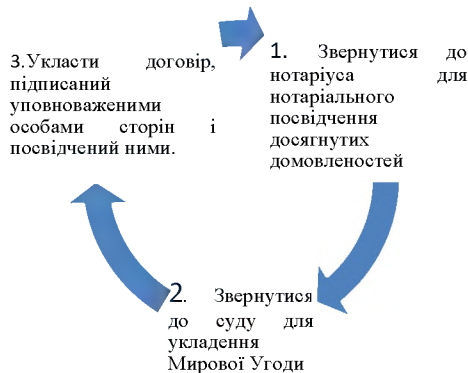 1. Звернутися до
нотаріуса для
нотаріального
посвідчення
досягнутих
домовленостей
2. Звернутися
до суду для
укладення
Мирової Угоди
3.Укласти договір,
підписаний
уповноваженими
особами сторін і
посвідчений ними.